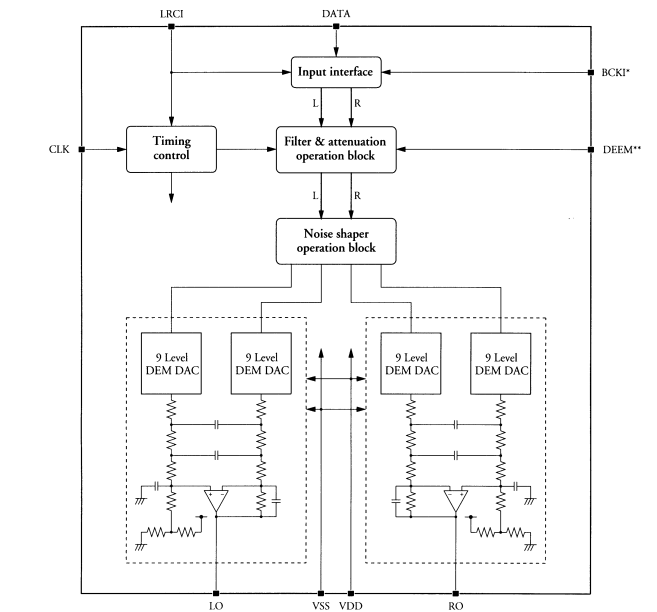 LRCI
DATA
Input interface
BCKI*
L
R
CLK
Timing
control
Filter & attenuation
operation block
DEEM**
L
R
Noise shaper
operation block
9 Level
DEM DAC
9 Level
DEM DAC
9 Level
DEM DAC
9 Level
DEM DAC
+
-
-
+
LO
VSS
VDD
RO